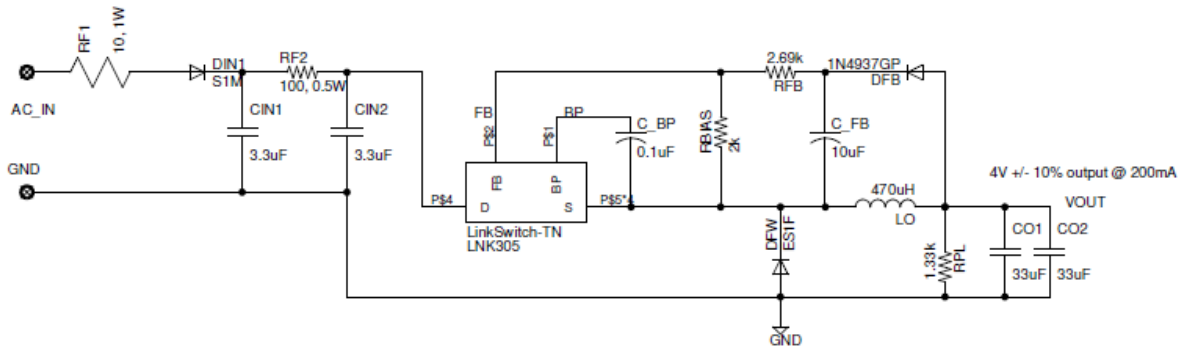 RF1
10, 1W
AC_IN
GND
DIN1
S1M
RF2
100, 0.5W
CIN1
3.3uF
CIN2
3.3uF
FB
P$2
BP
P$1
C_BP
0.1uF
FB
BP
D
S
P$4
P$5*4
LinkSwitch-TN
LNK305
RBIAS
2k
2.69k
RFB
1N4937GP
DFB
C_FB
10uF
470uH
LO
DFW
ES1F
GND
4V +/- 10% output @ 200mA
VOUT
1.33k
RPL
CO1
33uF
CO2
33uF